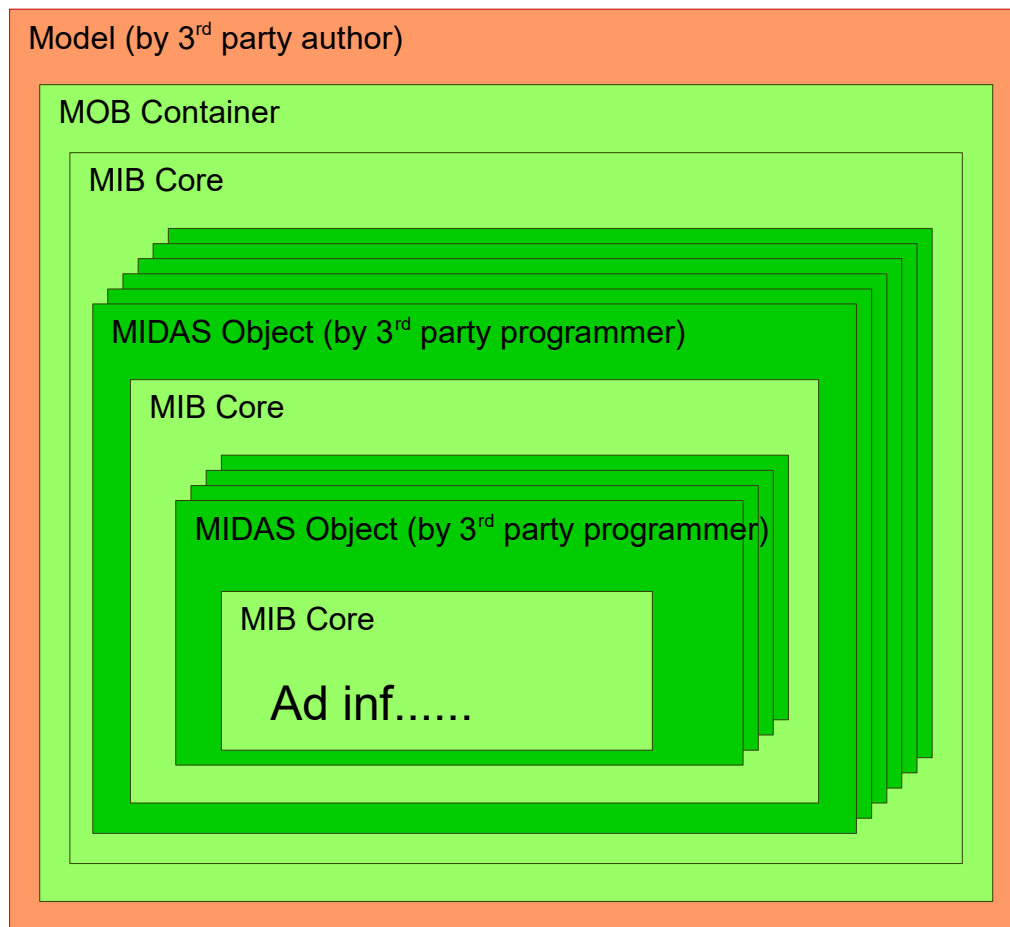 Model (by 3rd party author)
MOB Container
MIB Core
MIDAS Object (by 3rd party programmer)
MIB Core
MIDAS Object (by 3rd party programmer)
MIB Core
Ad inf......